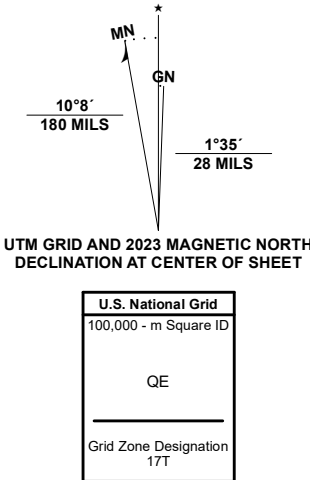 ★
MN
GN
10°8´
180 MILS
1°35´
28 MILS
UTM GRID AND 2023 MAGNETIC NORTH
DECLINATION AT CENTER OF SHEET
U.S. National Grid
100,000 - m Square ID
QE
Grid Zone Designation
17T